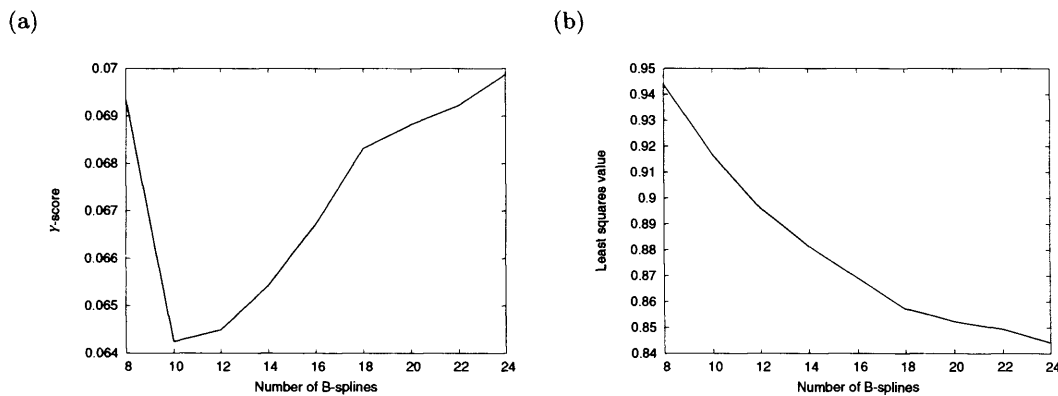 (a)
0.07
0.069
0.068
0.067
0.066
0.065
0.064
Y-score
8 10 12 14 16 18 20 22 24
Number of B-splines
(b)
0.95
0.94
0.93
0.92
0.91
0.9
0.89
0.88
0.87
0.86
0.85
0.84
Least squares value
8 10 12 14 16 18 20 22 24
Number of B-splines